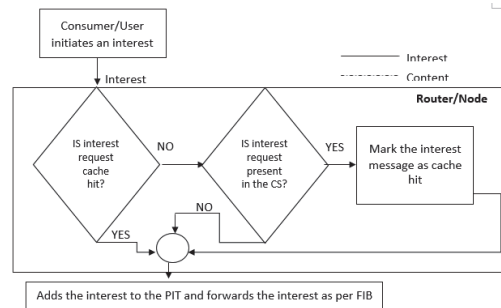 Consumer/User
initiates an interest
Interest
Content
Interest
Router/Node
IS interest
request
cache
hit?
NO
IS interest
request
present
in the CS?
YES
Mark the interest
message as cache
hit
NO
YES
Adds the interest to the PIT and forwards the interest as per FIB